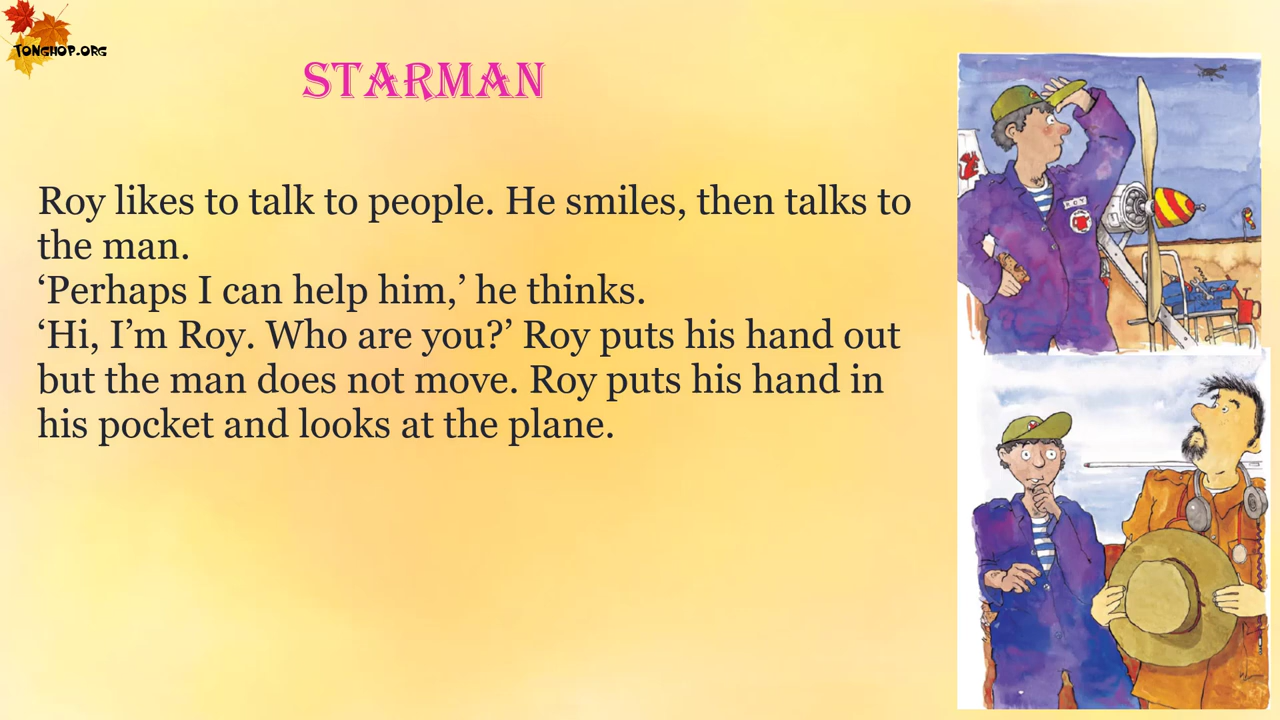 TONGHOP.ORG
STARMAN
Roy likes to talk to people. He smiles, then talks to
the man.
‘Perhaps I can help him,’ he thinks.
‘Hi, I’m Roy. Who are you?’ Roy puts his hand out
but the man does not move. Roy puts his hand in
his pocket and looks at the plane.
ROY